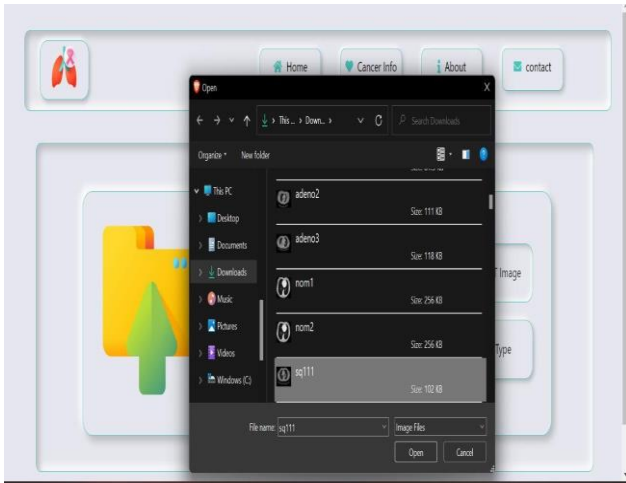 Home Cancer Info About contact
Open X
This ... Down...
Search Downloads
Organize New folder
This PC
Desktop
Documents
Downloads
Music
Pictures
Videos
Windows (C:)
adeno2
Size: 111 KB
adeno3
Size: 118 KB
nom1
Size: 256 KB
nom2
Size: 256 KB
sq111
Size: 102 KB
Image
Type
File name: sq111 Image Files
Open Cancel